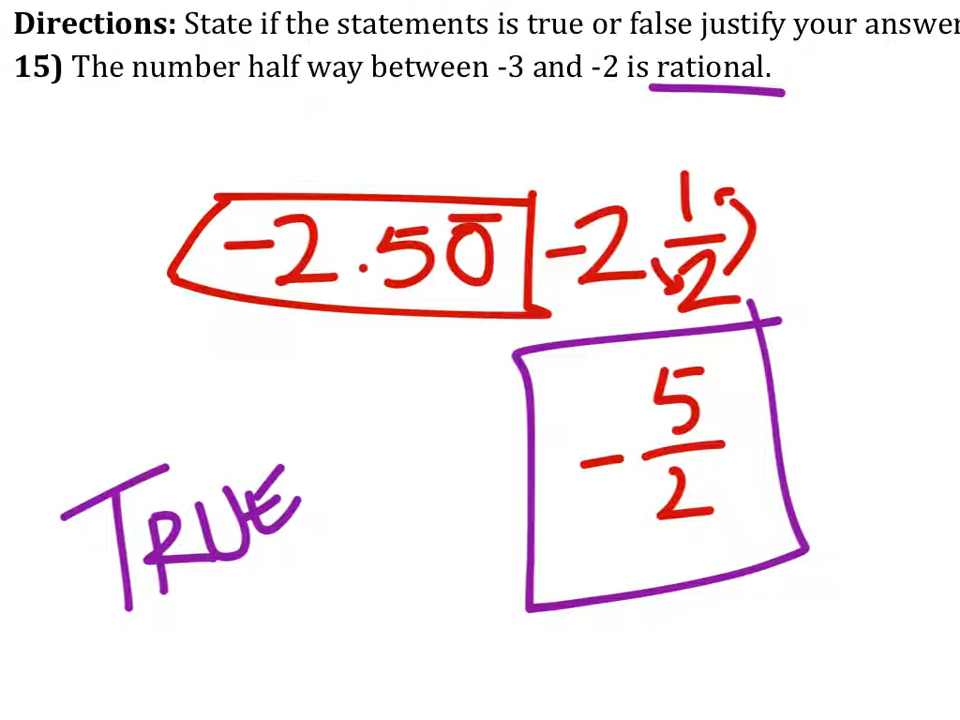 Directions: State if the statements is true or false justify your answer
15) The number half way between -3 and -2 is rational.
-2.50̅ -2 1/2
- 5/2
TRUE